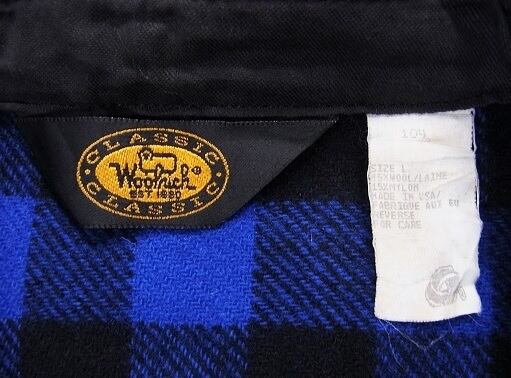 CLASSIC
Woolrich®
EST 1830
CLASSIC
104
SIZE L
85%WOOL/LAINE
15%NYLON
MADE IN USA/
FABRIQUE AUX EU
REVERSE
FOR CARE